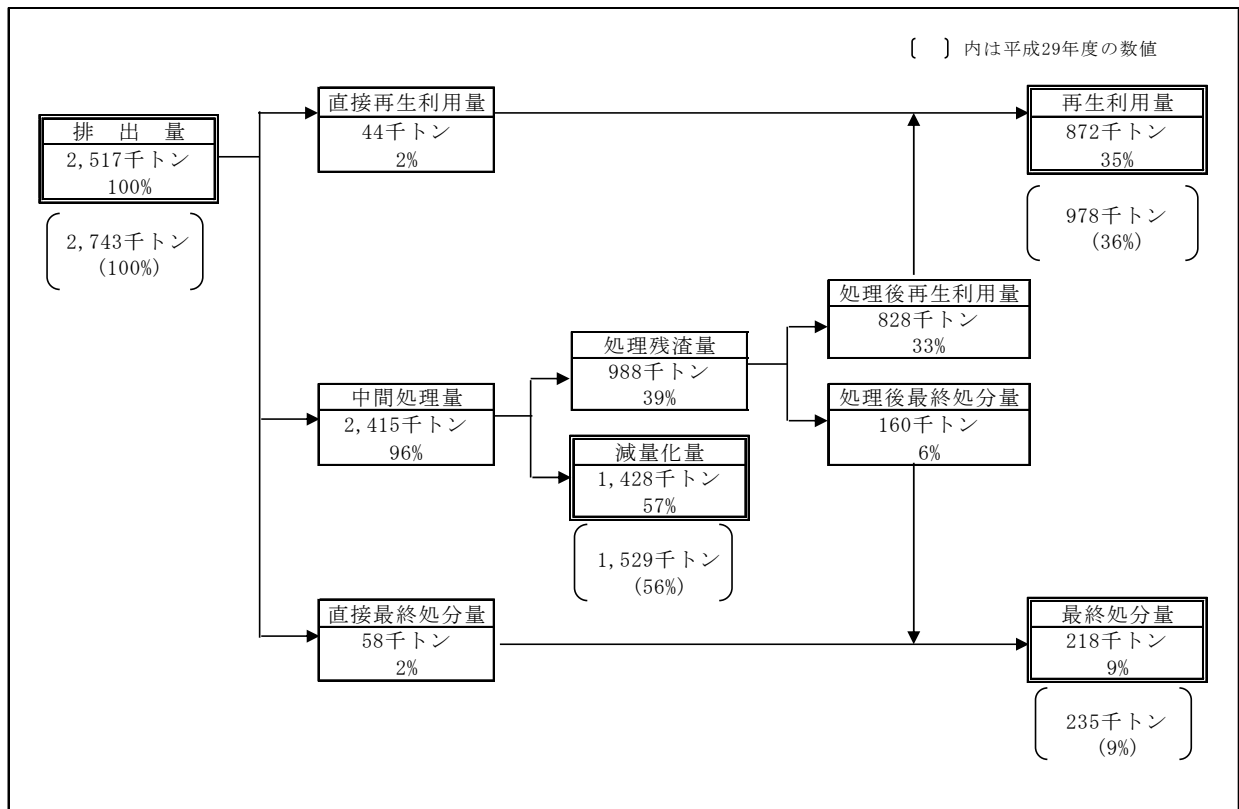 〔 〕内は平成29年度の数値
排 出 量
2,517千トン
100%
2,743千トン
(100%)
直接再生利用量
44千トン
2%
再生利用量
872千トン
35%
978千トン
(36%)
処理後再生利用量
828千トン
33%
処理残渣量
988千トン
39%
中間処理量
2,415千トン
96%
処理後最終処分量
160千トン
6%
減量化量
1,428千トン
57%
1,529千トン
(56%)
直接最終処分量
58千トン
2%
最終処分量
218千トン
9%
235千トン
(9%)